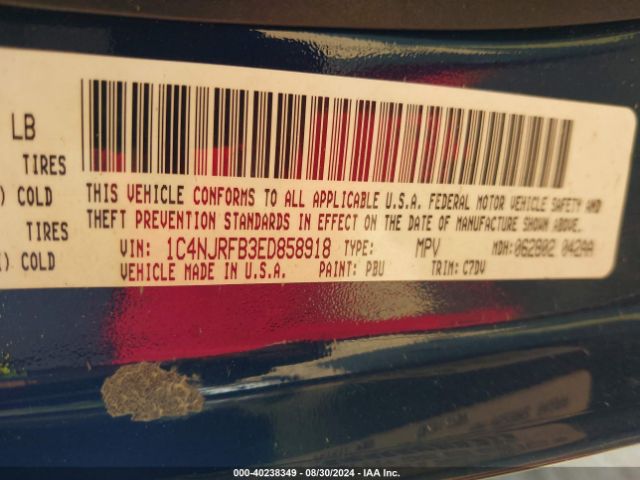 LB
TIRES
) COLD
TIRES
) COLD
THIS VEHICLE CONFORMS TO ALL APPLICABLE U.S.A. FEDERAL MOTOR VEHICLE SAFETY AND
THEFT PREVENTION STANDARDS IN EFFECT ON THE DATE OF MANUFACTURE SHOWN ABOVE.
VIN: 1C4NJRFB3ED858918 TYPE: MPV MDH: 062802 042AA
VEHICLE MADE IN U.S.A. PAINT: PBU TRIM: C7DV
000-40238349 - 08/30/2024 - IAA Inc.